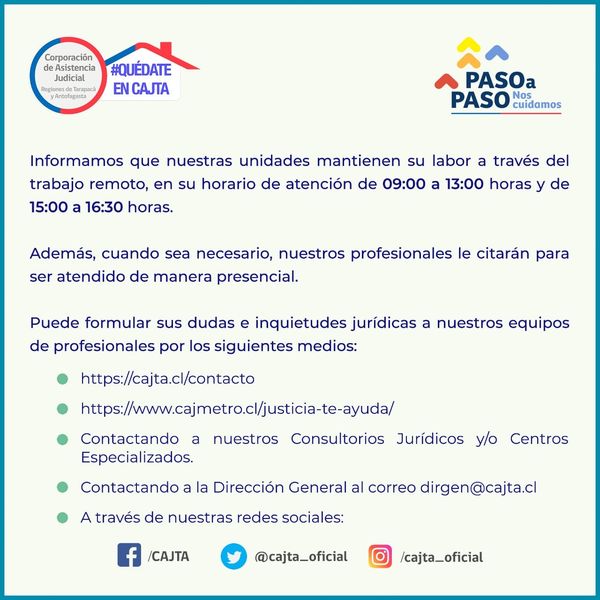 Corporación
de Asistencia
Judicial
Regiones de Tarapacá
y Antofagasta
#QUÉDATE
EN CAJTA
PASO a
PASO Nos
cuidamos
Informamos que nuestras unidades mantienen su labor a través del
trabajo remoto, en su horario de atención de 09:00 a 13:00 horas y de
15:00 a 16:30 horas.
Además, cuando sea necesario, nuestros profesionales le citarán para
ser atendido de manera presencial.
Puede formular sus dudas e inquietudes jurídicas a nuestros equipos
de profesionales por los siguientes medios:
https://cajta.cl/contacto
https://www.cajmetro.cl/justicia-te-ayuda/
Contactando a nuestros Consultorios Jurídicos y/o Centros
Especializados.
Contactando a la Dirección General al correo dirgen@cajta.cl
A través de nuestras redes sociales:
/CAJTA @cajta_oficial /cajta_oficial